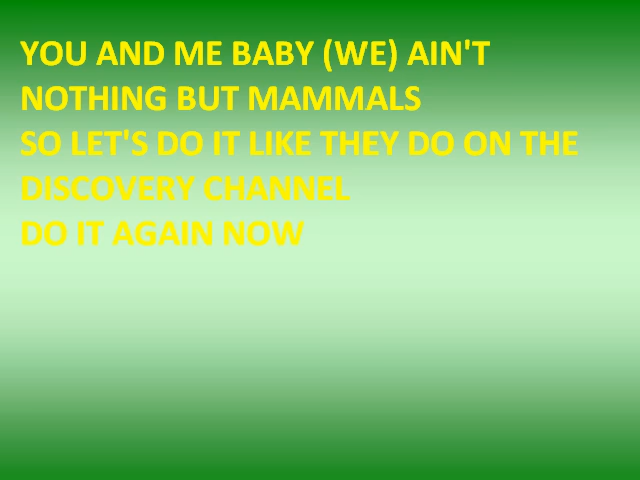 YOU AND ME BABY (WE) AIN'T
NOTHING BUT MAMMALS
SO LET'S DO IT LIKE THEY DO ON THE
DISCOVERY CHANNEL
DO IT AGAIN NOW